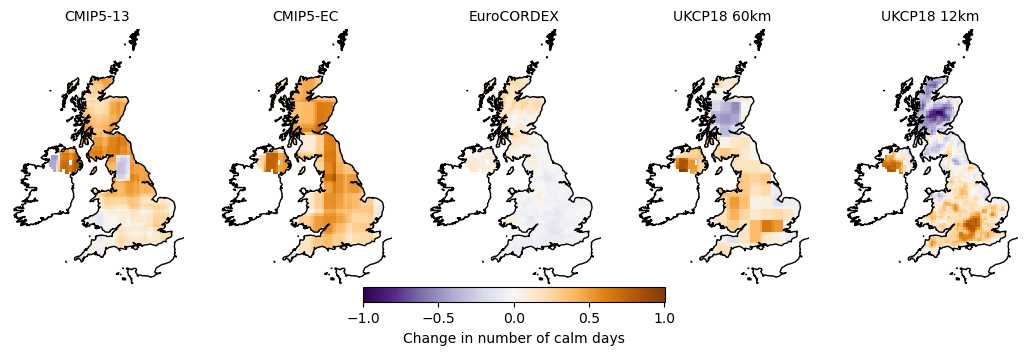 CMIP5-13 CMIP5-EC EuroCORDEX UKCP18 60km UKCP18 12km
−1.0 −0.5 0.0 0.5 1.0
Change in number of calm days